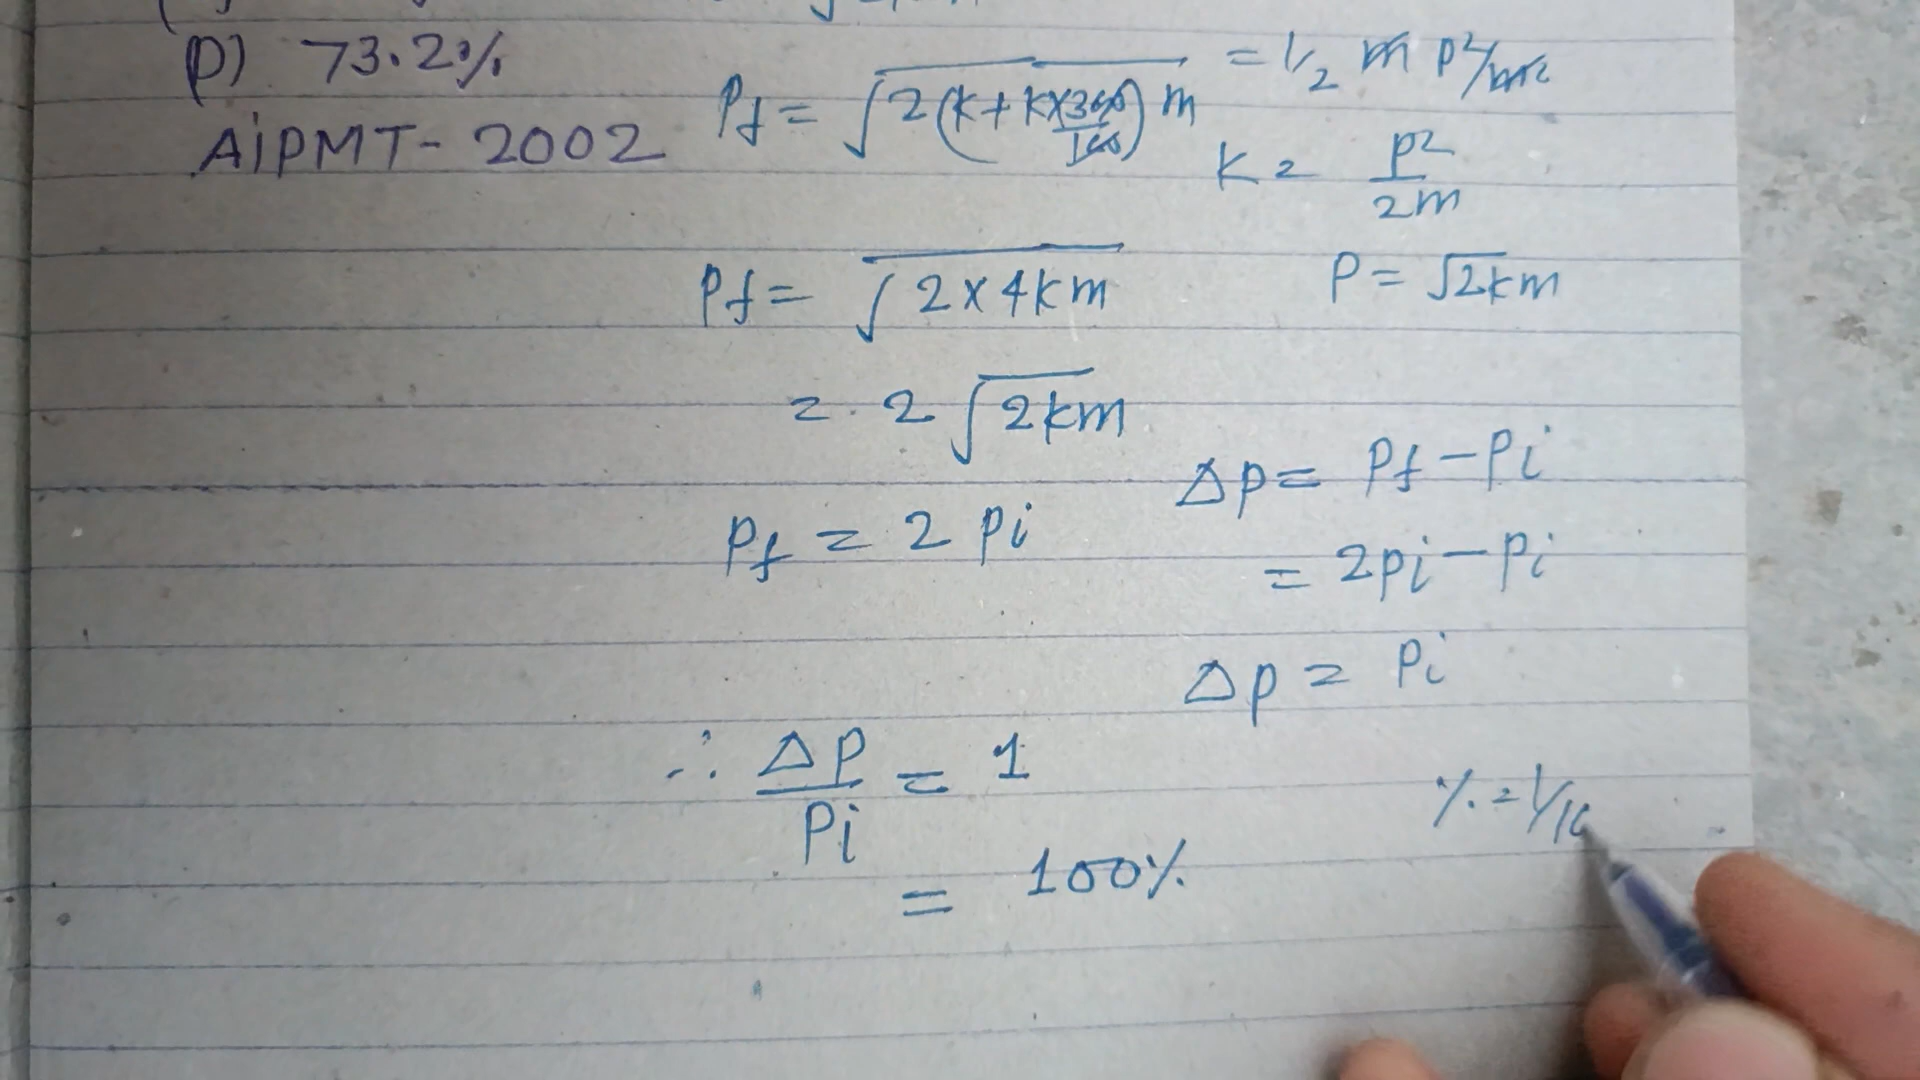 D) 73.2%
AiPMT- 2002
Pf = √2(k+k×300/100) m
= 1/2 m p²/m²
k = p²/2m
Pf = √2×4km
P = √2km
= 2√2km
Δp = Pf - Pi
Pf = 2 Pi
= 2pi - Pi
Δp = Pi
∴ ΔP/Pi = 1
% = 1/10
= 100%